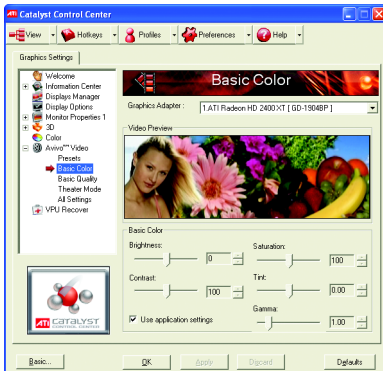 ATI Catalyst Control Center
View Hotkeys Profiles Preferences Help
Graphics Settings
Welcome
Information Center
Displays Manager
Display Options
Monitor Properties 1
3D
Color
Avivo™ Video
Presets
Basic Color
Basic Quality
Theater Mode
All Settings
VPU Recover
ATI CATALYST
CONTROL CENTER
Basic Color
Graphics Adapter :
1.ATI Radeon HD 2400 XT [ GD-1904BP ]
Video Preview
Basic Color
Brightness:
0
Saturation:
100
Contrast:
100
Tint:
0.00
Gamma:
1.00
Use application settings
Basic...
OK
Apply
Discard
Defaults